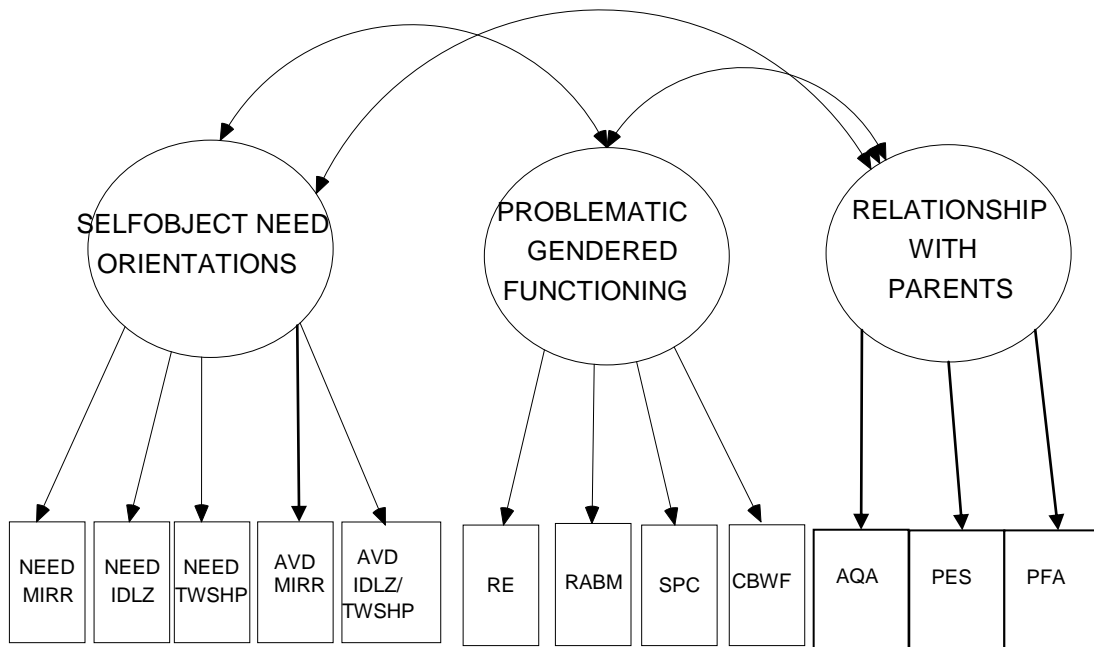 SELFOBJECT NEED
ORIENTATIONS
PROBLEMATIC
GENDERED
FUNCTIONING
RELATIONSHIP
WITH
PARENTS
NEED
MIRR
NEED
IDLZ
NEED
TWSHP
AVD
MIRR
AVD
IDLZ/
TWSHP
RE
RABM
SPC
CBWF
AQA
PES
PFA